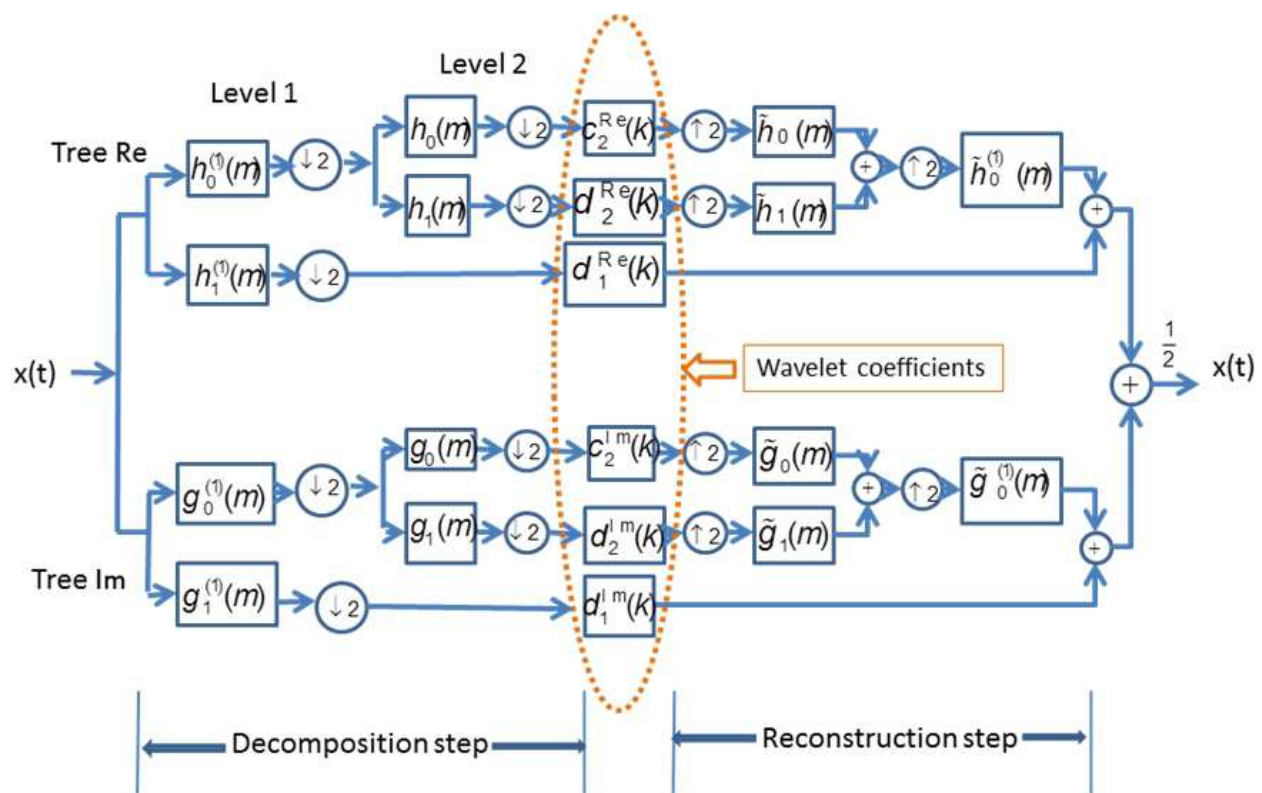 Level 2
Level 1
Tree Re
h₀(m) ↓2 c₂ᴿᵉ(k) ↑2 h̃₀(m)
h₀⁽¹⁾(m) ↓2 + ↑2 h̃₀⁽¹⁾(m)
h₁(m) ↓2 d₂ᴿᵉ(k) ↑2 h̃₁(m) +
h₁⁽¹⁾(m) ↓2 d₁ᴿᵉ(k)
x(t) Wavelet coefficients + 1/2 x(t)
g₀(m) ↓2 c₂ᴵᵐ(k) ↑2 g̃₀(m)
g₀⁽¹⁾(m) ↓2 + ↑2 g̃₀⁽¹⁾(m)
g₁(m) ↓2 d₂ᴵᵐ(k) ↑2 g̃₁(m) +
Tree Im
g₁⁽¹⁾(m) ↓2 d₁ᴵᵐ(k)
Decomposition step Reconstruction step